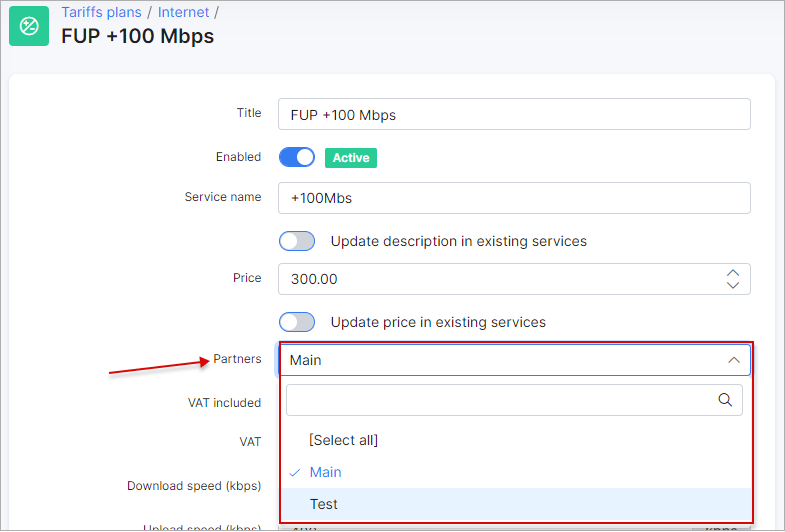 Tariffs plans / Internet /
FUP +100 Mbps
Title FUP +100 Mbps
Enabled Active
Service name +100Mbs
Update description in existing services
Price 300.00
Update price in existing services
Partners Main
VAT included
[Select all]
VAT
Main
Download speed (kbps)
Test
Upload speed (kbps)